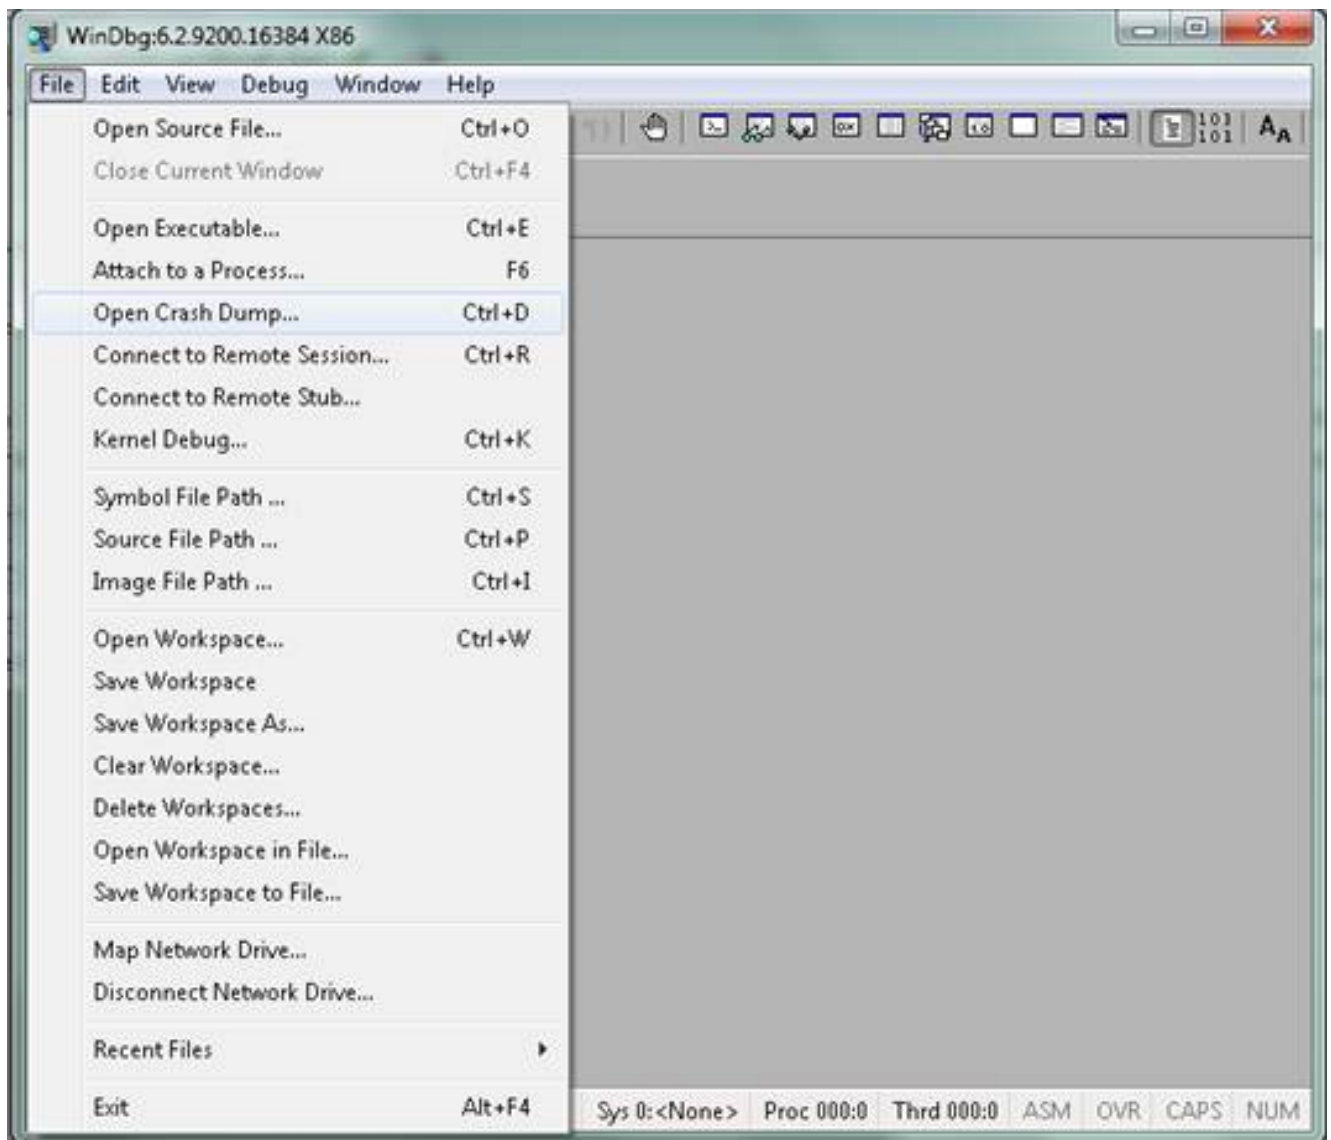 WinDbg:6.2.9200.16384 X86
File Edit View Debug Window Help
Open Source File... Ctrl+O
Close Current Window Ctrl+F4
Open Executable... Ctrl+E
Attach to a Process... F6
Open Crash Dump... Ctrl+D
Connect to Remote Session... Ctrl+R
Connect to Remote Stub...
Kernel Debug... Ctrl+K
Symbol File Path ... Ctrl+S
Source File Path ... Ctrl+P
Image File Path ... Ctrl+I
Open Workspace... Ctrl+W
Save Workspace
Save Workspace As...
Clear Workspace...
Delete Workspaces...
Open Workspace in File...
Save Workspace to File...
Map Network Drive...
Disconnect Network Drive...
Recent Files
Exit Alt+F4
101
101
AA
Sys 0:<None> Proc 000:0 Thrd 000:0 ASM OVR CAPS NUM